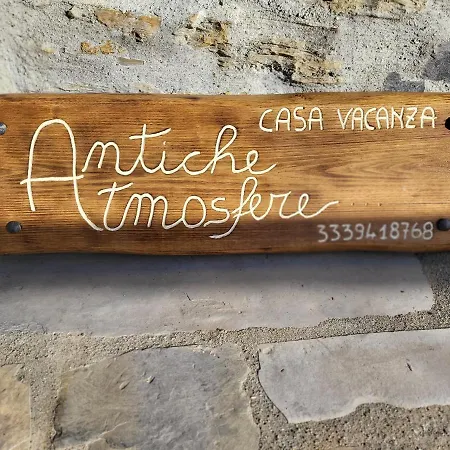 CASA VACANZA
Antiche
Atmosfere
3339418768